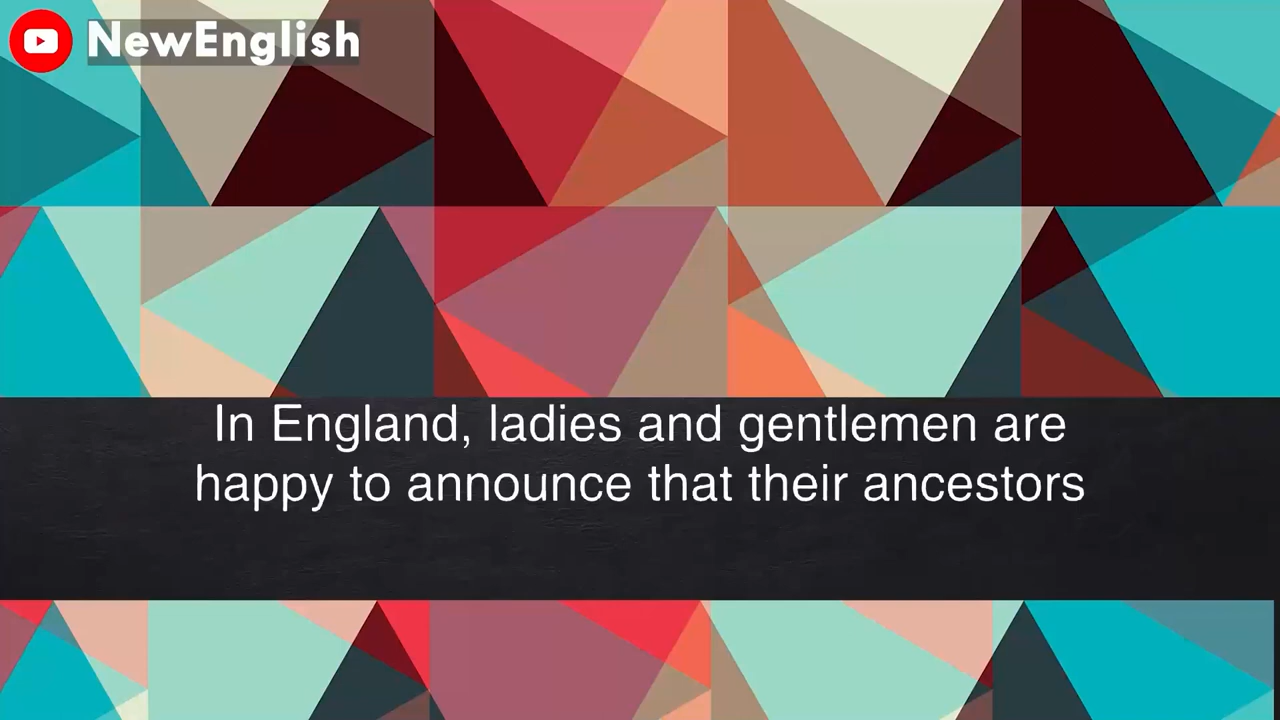 NewEnglish
In England, ladies and gentlemen are
happy to announce that their ancestors